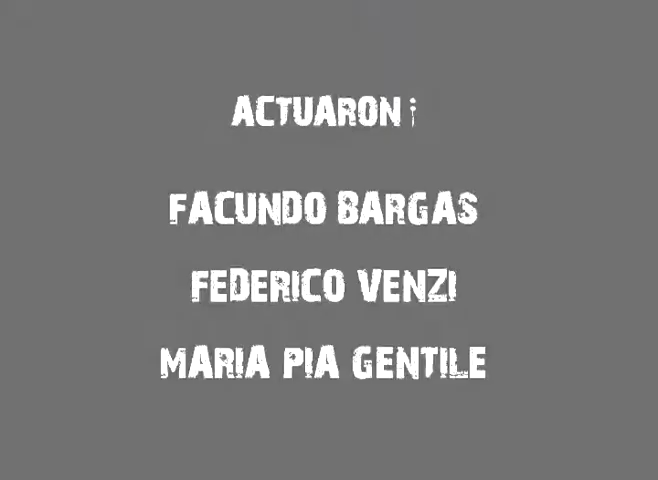 ACTUARON ;
FACUNDO BARGAS
FEDERICO VENZI
MARIA PIA GENTILE